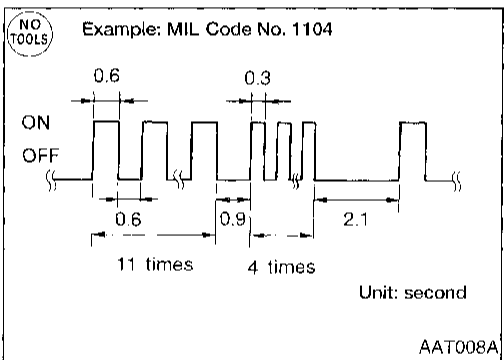 NO
TOOLS
Example: MIL Code No. 1104
0.6
0.3
ON
OFF
0.6
0.9
2.1
11 times
4 times
Unit: second
AAT008A